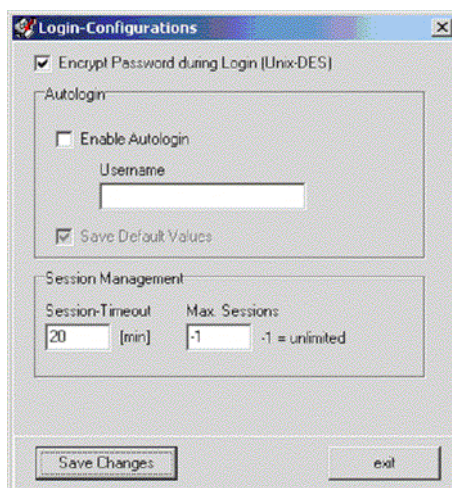 Login-Configurations
Encrypt Password during Login (Unix-DES)
Autologin
Enable Autologin
Username
Save Default Values
Session Management
Session-Timeout Max. Sessions
20 [min] -1 -1 = unlimited
Save Changes exit